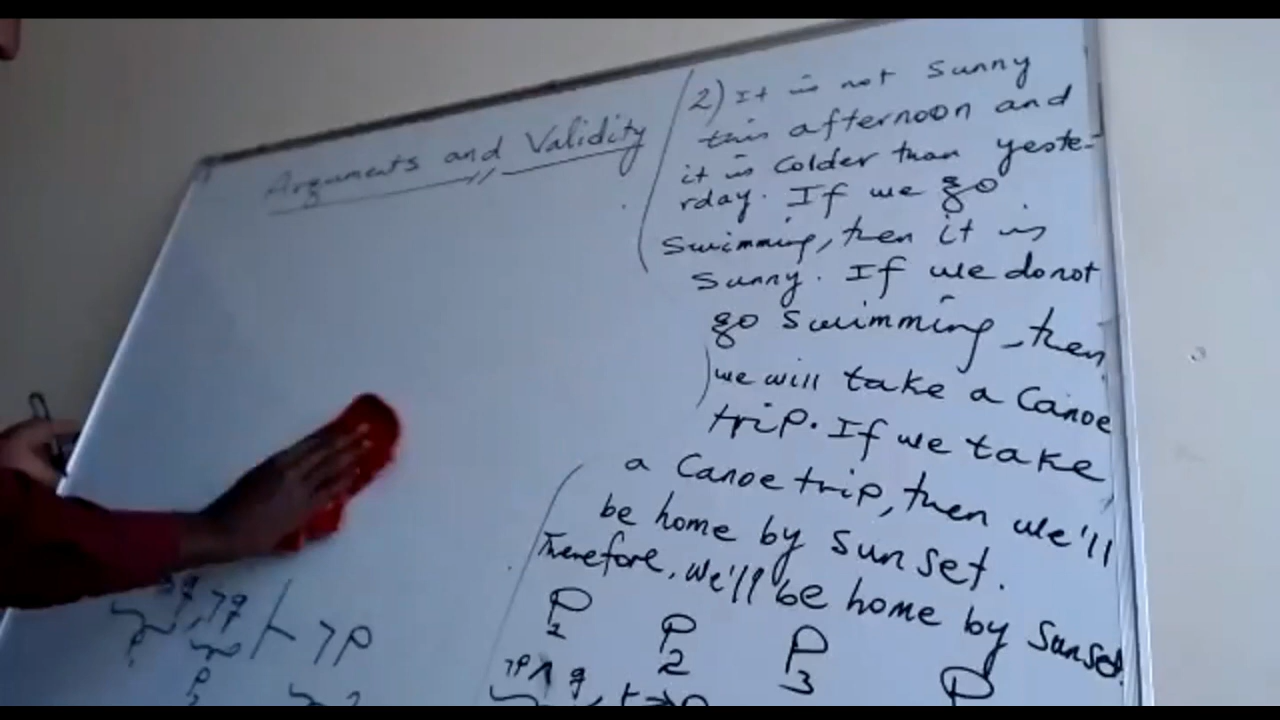 Arguments and Validity
2) It is not sunny
this afternoon and
it is colder than yeste-
rday. If we go
swimming, then it is
sunny. If we do not
go swimming, then
we will take a Canoe
trip. If we take
a Canoe trip, then we'll
be home by sunset.
Therefore, we'll be home by sunset.
P1 P2 P3 P
¬p∧q, r→p
q, ¬q ⊢ ¬p